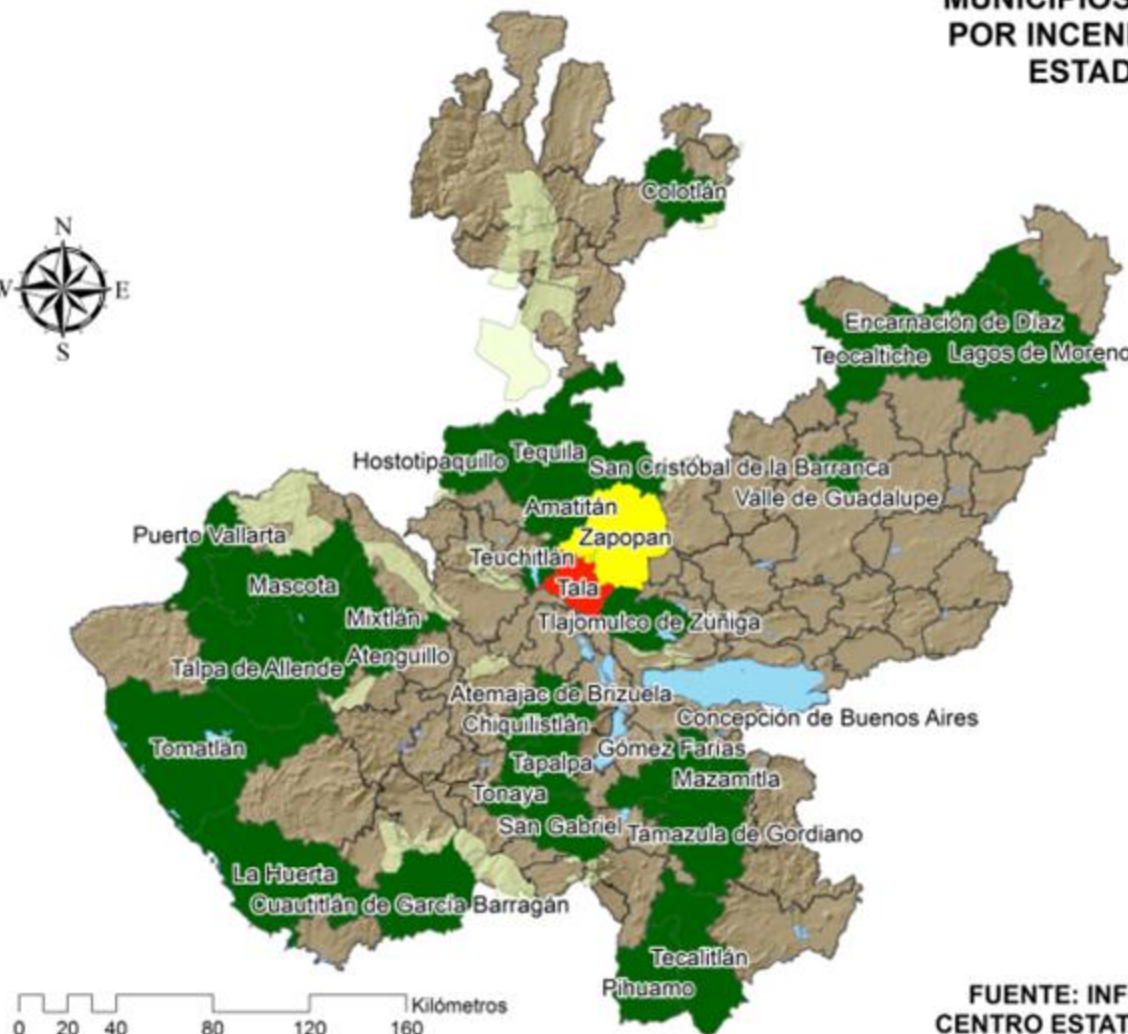 MUNICIPIOS
POR INCEN
ESTAD
Colotlán
N
W E
S
Encarnación de Díaz
Teocaltiche Lagos de Moreno
Hostotipaquillo Tequila
San Cristóbal de la Barranca
Valle de Guadalupe
Amatitán
Puerto Vallarta
Zapopan
Teuchitlán
Mascota
Tala
Mixtlán
Tlajomulco de Zúñiga
Talpa de Allende Atenguillo
Atemajac de Brizuela
Chiquilistlán
Concepción de Buenos Aires
Tomatlán
Gómez Farías
Tapalpa
Mazamitla
Tonaya
San Gabriel
Tamazula de Gordiano
La Huerta
Cuautitlán de García Barragán
Tecalitlán
Pihuamo
Kilómetros
0 20 40 80 120 160
FUENTE: INF
CENTRO ESTAT